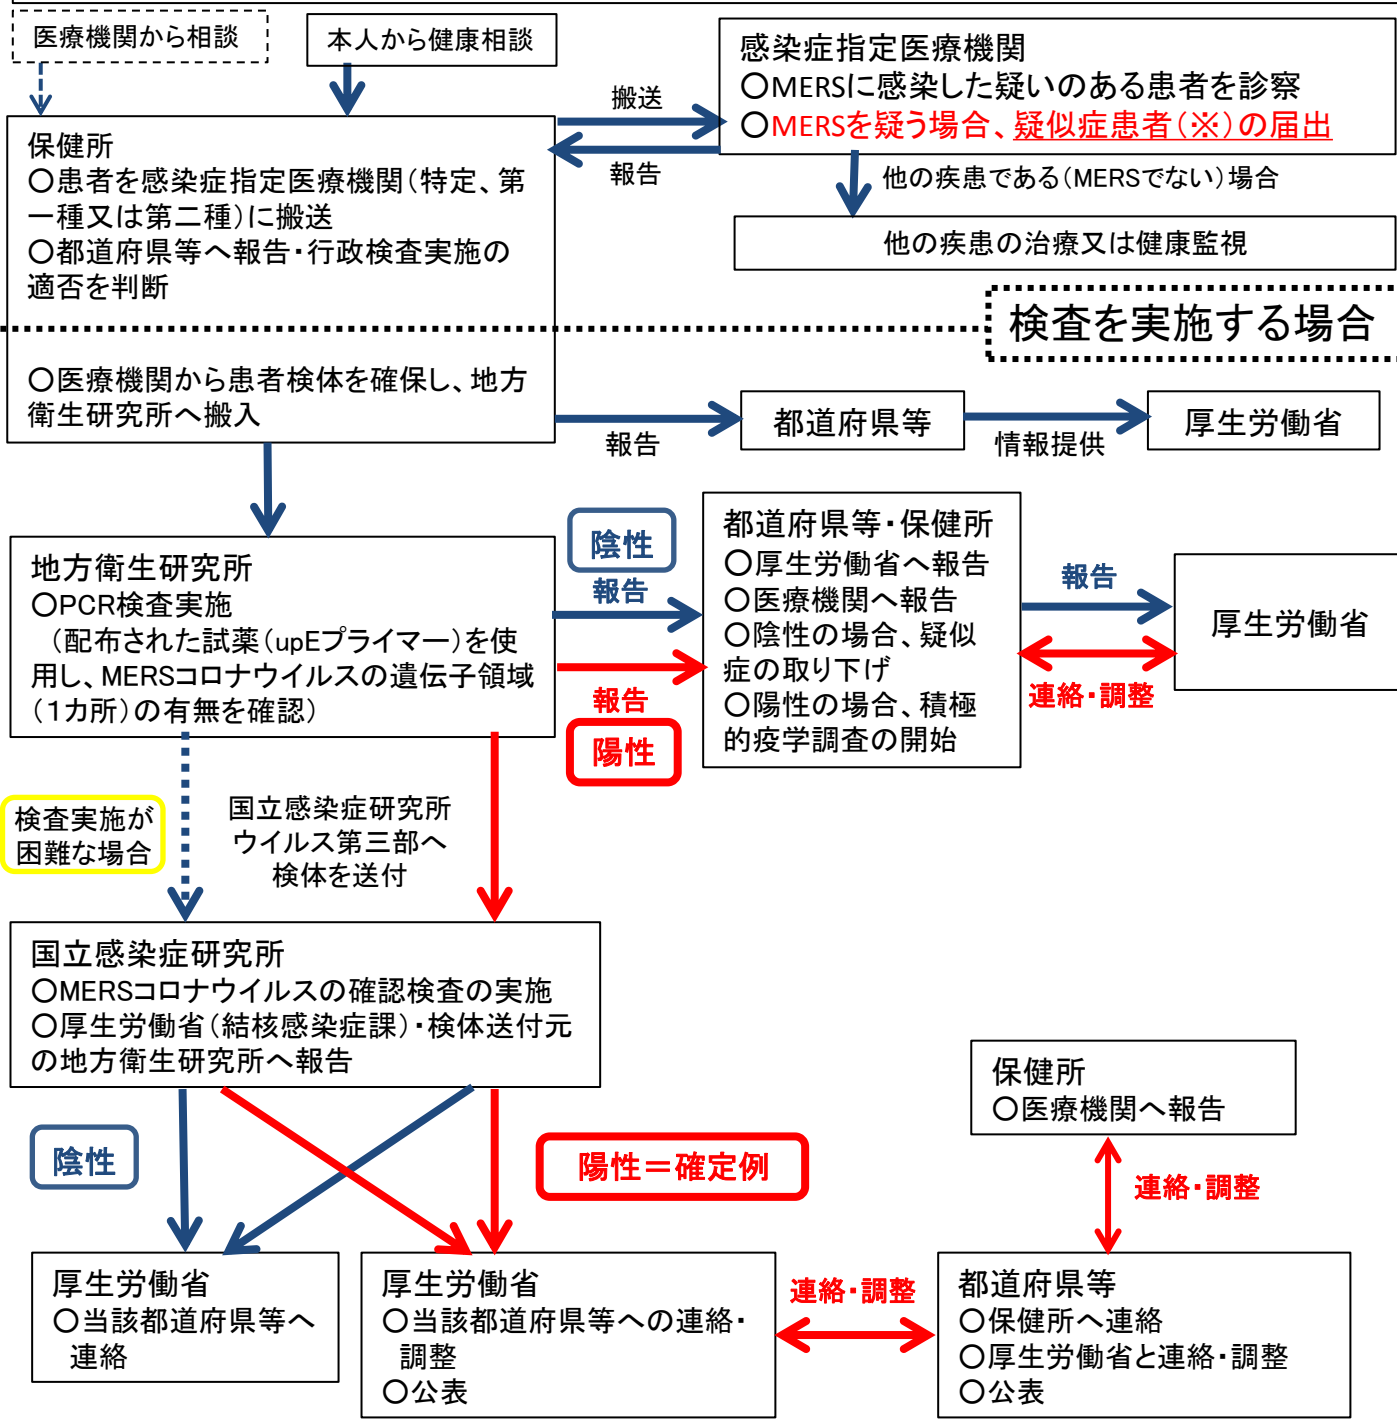 医療機関から相談
本人から健康相談
感染症指定医療機関
○MERSに感染した疑いのある患者を診察
○MERSを疑う場合、疑似症患者(※)の届出
搬送
報告
保健所
○患者を感染症指定医療機関(特定、第
一種又は第二種)に搬送
○都道府県等へ報告・行政検査実施の
適否を判断
他の疾患である(MERSでない)場合
他の疾患の治療又は健康監視
検査を実施する場合
○医療機関から患者検体を確保し、地方
衛生研究所へ搬入
報告
都道府県等
情報提供
厚生労働省
地方衛生研究所
○PCR検査実施
(配布された試薬(upEプライマー)を使
用し、MERSコロナウイルスの遺伝子領域
(1カ所)の有無を確認)
陰性
報告
報告
陽性
都道府県等・保健所
○厚生労働省へ報告
○医療機関へ報告
○陰性の場合、疑似
症の取り下げ
○陽性の場合、積極
的疫学調査の開始
報告
連絡・調整
厚生労働省
検査実施が
困難な場合
国立感染症研究所
ウイルス第三部へ
検体を送付
国立感染症研究所
○MERSコロナウイルスの確認検査の実施
○厚生労働省(結核感染症課)・検体送付元
の地方衛生研究所へ報告
陰性
陽性=確定例
保健所
○医療機関へ報告
連絡・調整
厚生労働省
○当該都道府県等へ
連絡
厚生労働省
○当該都道府県等への連絡・
調整
○公表
連絡・調整
都道府県等
○保健所へ連絡
○厚生労働省と連絡・調整
○公表